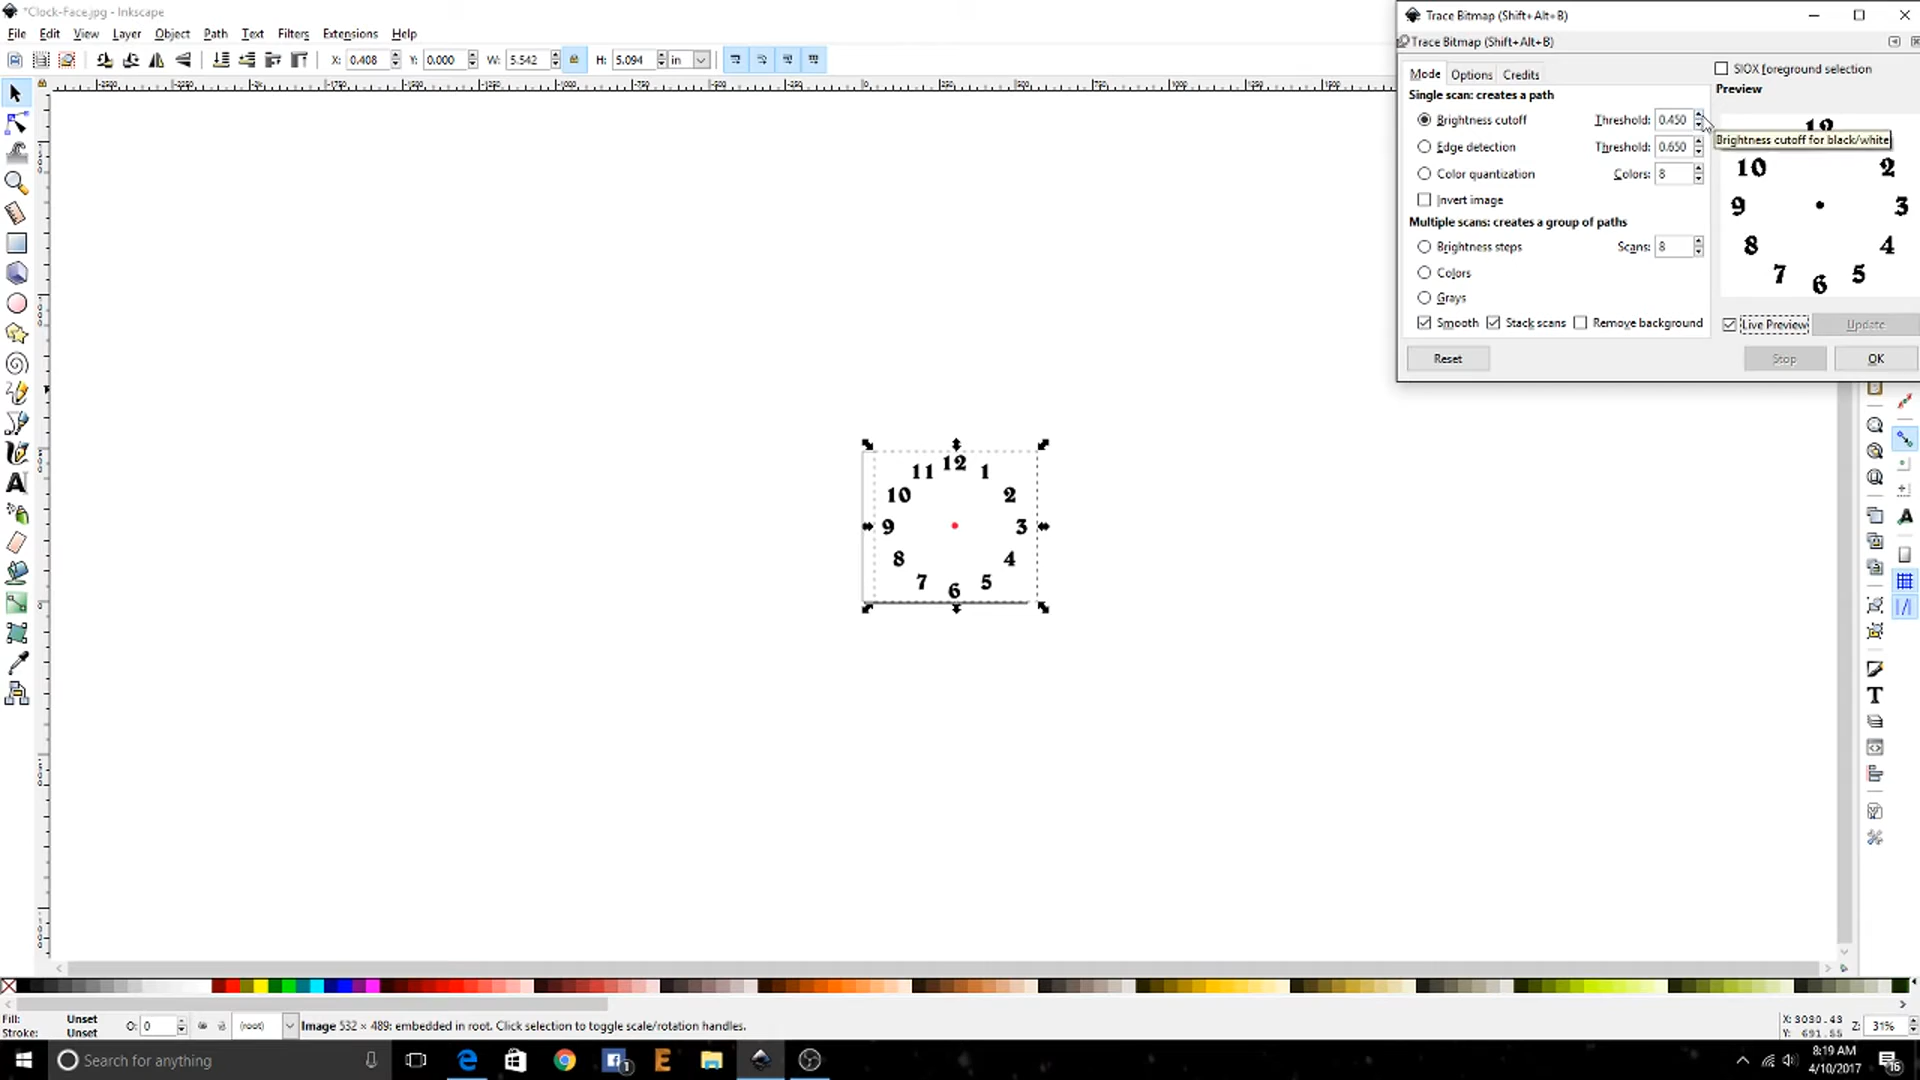 *Clock-Face.jpg - Inkscape
File Edit View Layer Object Path Text Filters Extensions Help
X: 0.408 Y: 0.000 W: 5.542 H: 5.094 in
Trace Bitmap (Shift+Alt+B)
Trace Bitmap (Shift+Alt+B)
Mode Options Credits
SIOX foreground selection
Preview
Single scan: creates a path
Brightness cutoff Threshold: 0.450
Brightness cutoff for black/white
Edge detection Threshold: 0.650
Color quantization Colors: 8
Invert image
Multiple scans: creates a group of paths
Brightness steps Scans: 8
Colors
Grays
Smooth Stack scans Remove background
Live Preview Update
Reset Stop OK
12
10 2
9 3
8 4
7 5
6
11 12 1
10 2
9 3
8 4
7 5
6
Fill: Unset
Stroke: Unset
O: 0
(root)
Image 532 × 489: embedded in root. Click selection to toggle scale/rotation handles.
X: 3030.43
Y: 691.55
Z: 31%
Search for anything
1
8:19 AM
4/10/2017
16